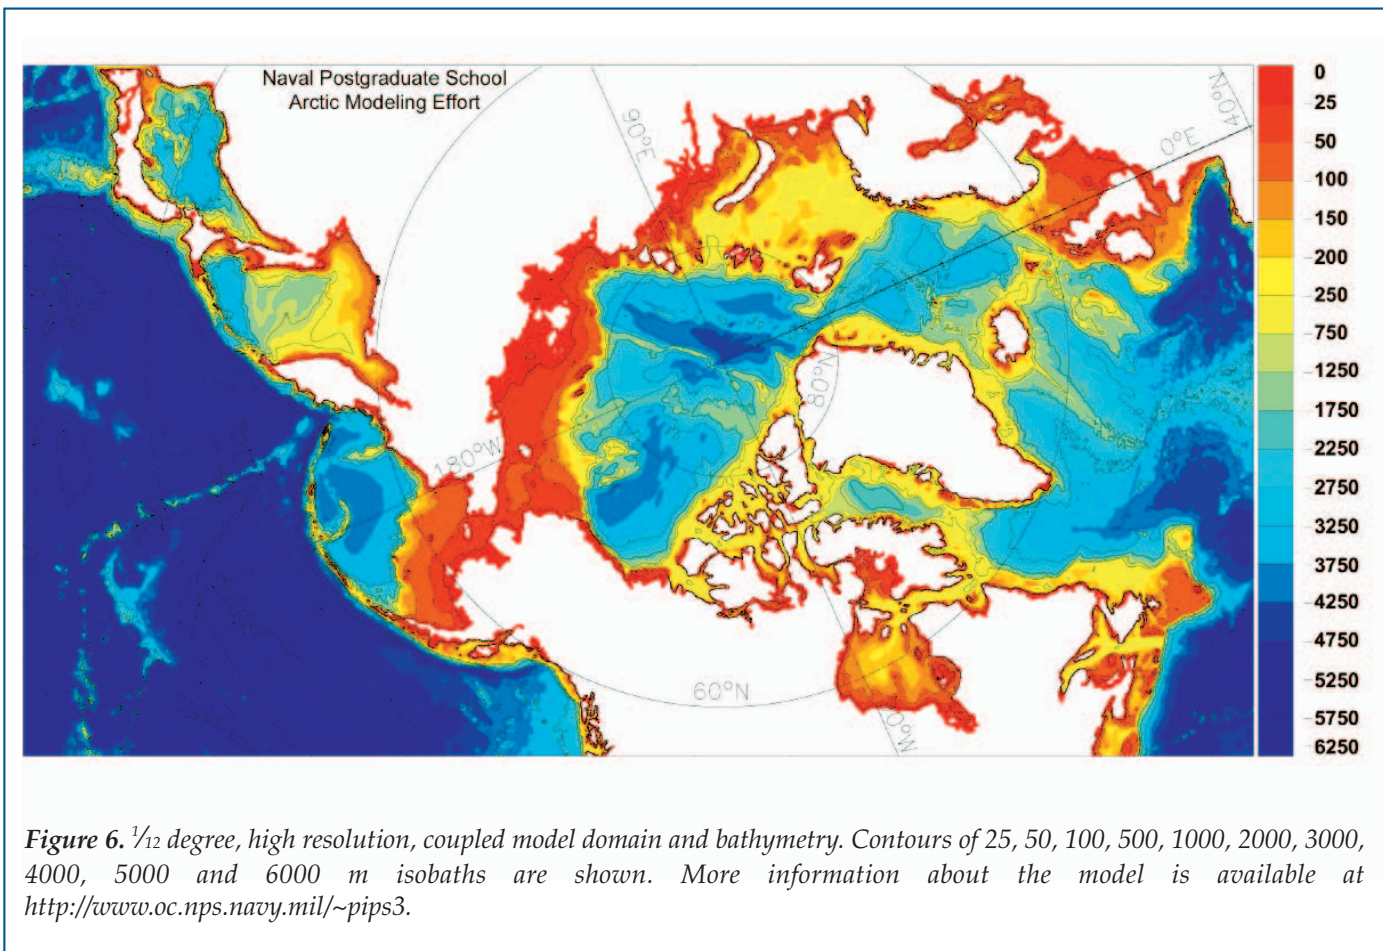 Naval Postgraduate School
Arctic Modeling Effort
90°E
0°E
40°N
180°W
80°N
60°N
0
25
50
100
150
200
250
750
1250
1750
2250
2750
3250
3750
4250
4750
5250
5750
6250
Figure 6. 1/12 degree, high resolution, coupled model domain and bathymetry. Contours of 25, 50, 100, 500, 1000, 2000, 3000,
4000, 5000 and 6000 m isobaths are shown. More information about the model is available at
http://www.oc.nps.navy.mil/~pips3.